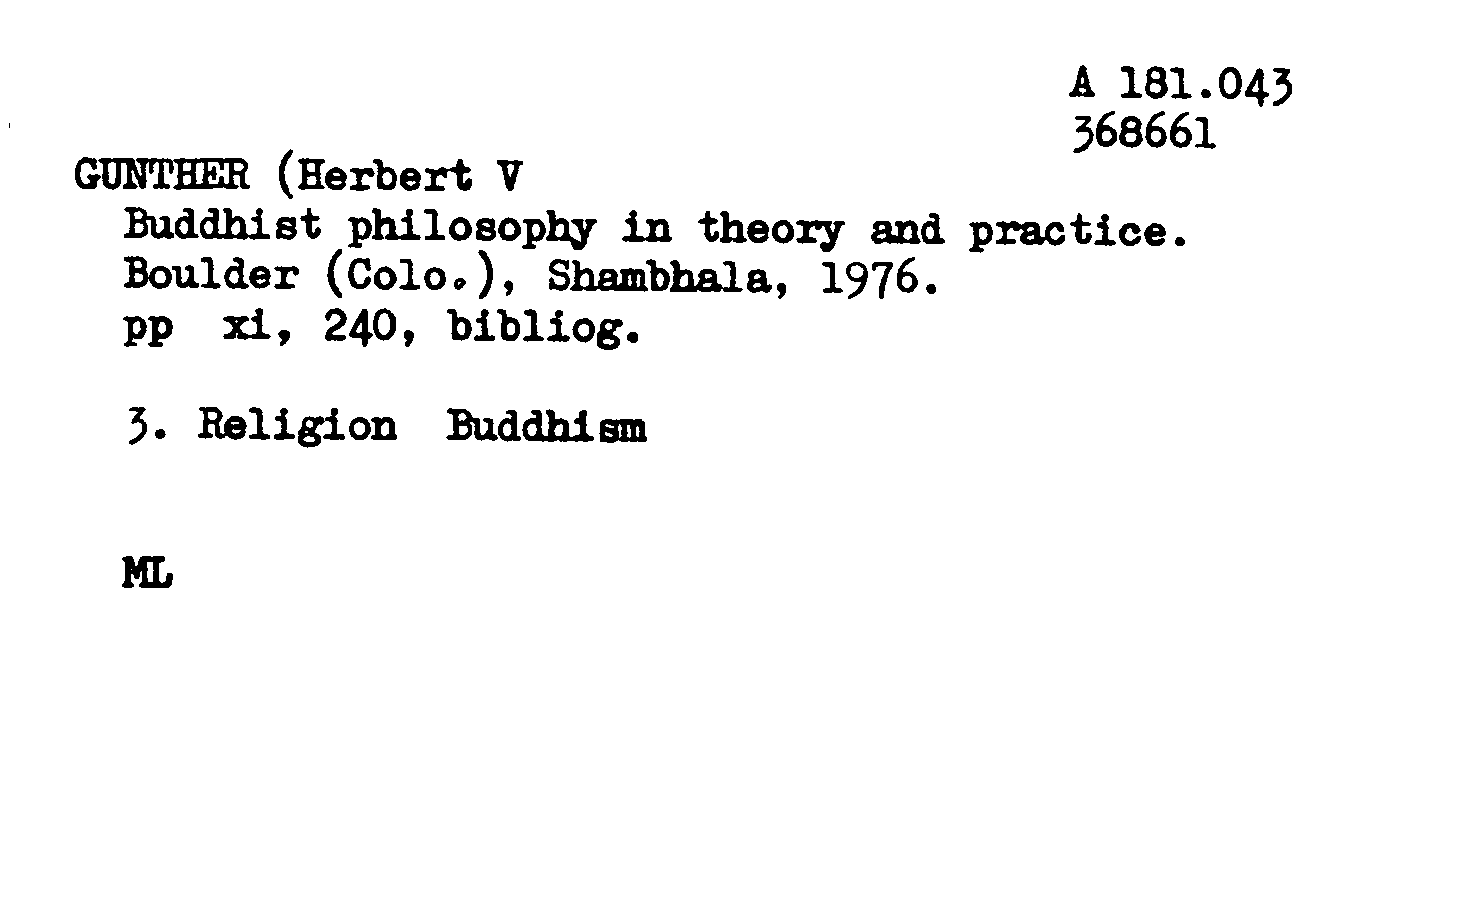 A 181.043
368661
GUNTHER (Herbert V
Buddhist philosophy in theory and practice.
Boulder (Colo.), Shambhala, 1976.
pp xi, 240, bibliog.
3. Religion Buddhism
ML